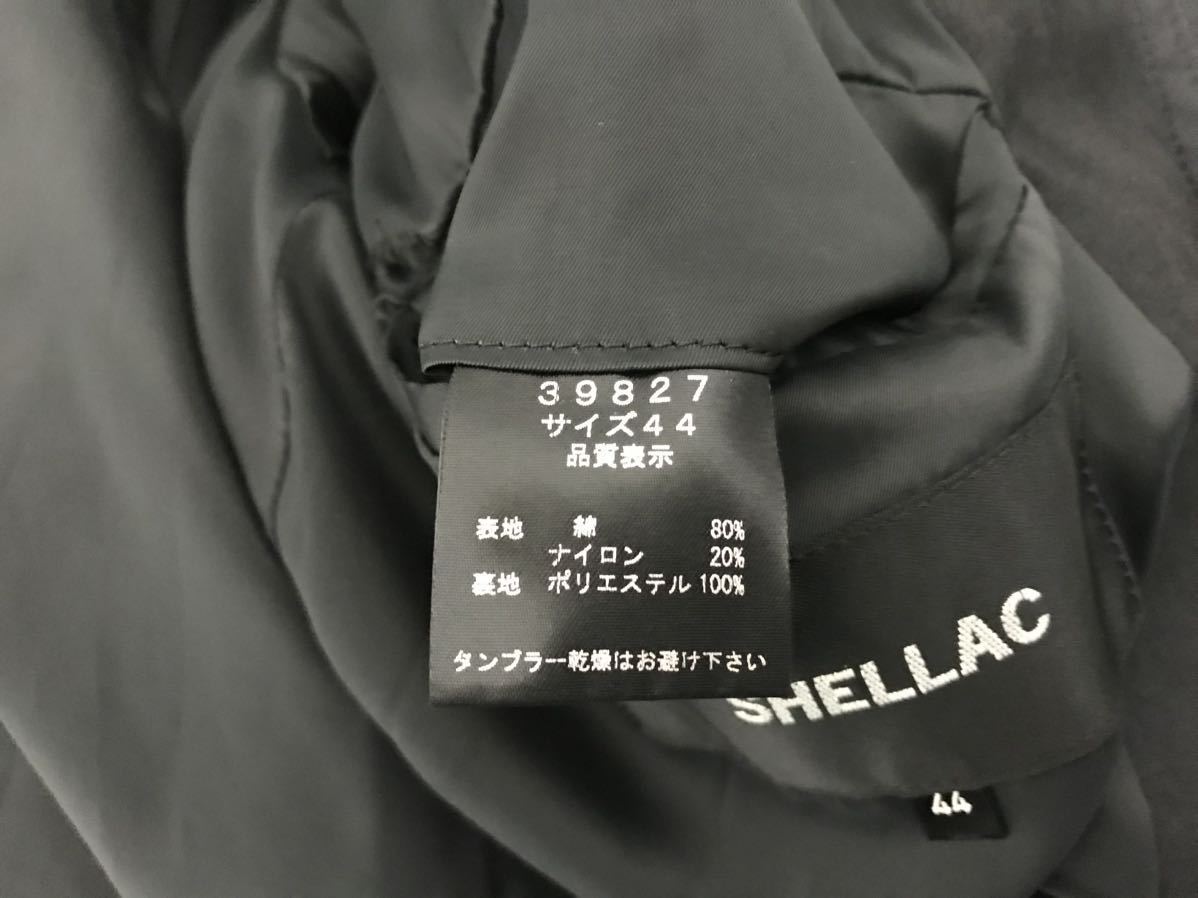 39827
サイズ44
品質表示
表地 綿 80%
ナイロン 20%
裏地 ポリエステル 100%
タンブラー乾燥はお避け下さい
SHELLAC
44